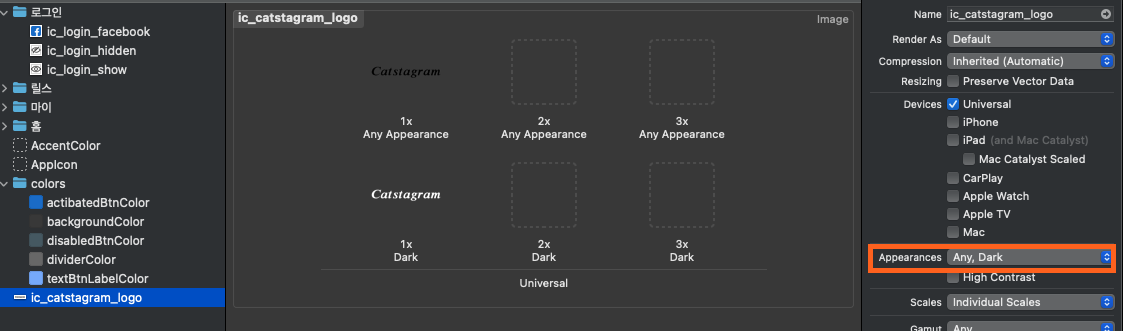 로그인
ic_login_facebook
ic_login_hidden
ic_login_show
릴스
마이
홈
AccentColor
AppIcon
colors
actibatedBtnColor
backgroundColor
disabledBtnColor
dividerColor
textBtnLabelColor
ic_catstagram_logo
ic_catstagram_logo
Image
Catstagram
1x
Any Appearance
2x
Any Appearance
3x
Any Appearance
Catstagram
1x
Dark
2x
Dark
3x
Dark
Universal
Name ic_catstagram_logo
Render As Default
Compression Inherited (Automatic)
Resizing Preserve Vector Data
Devices Universal
iPhone
iPad (and Mac Catalyst)
Mac Catalyst Scaled
CarPlay
Apple Watch
Apple TV
Mac
Appearances Any, Dark
High Contrast
Scales Individual Scales
Gamut Any